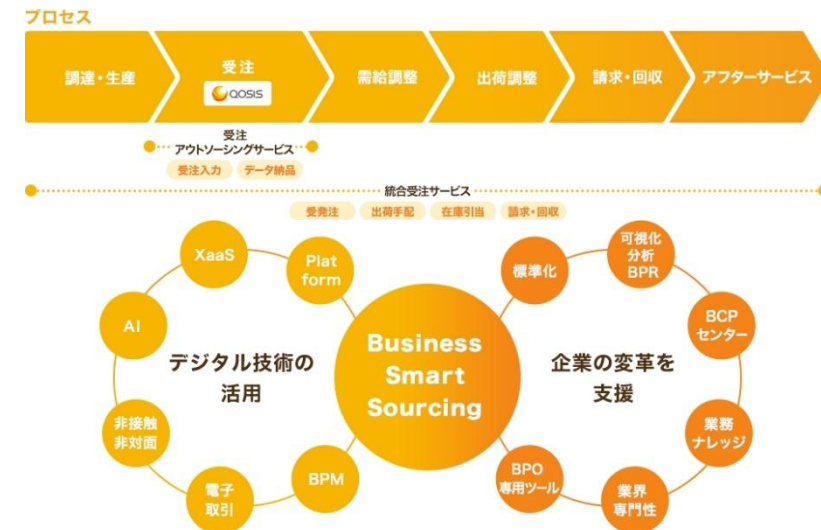 プロセス
調達・生産
受注
QOSIS
需給調整
出荷調整
請求・回収
アフターサービス
受注
アウトソーシングサービス
受注入力
データ納品
統合受注サービス
受発注
出荷手配
在庫引当
請求・回収
XaaS
Plat
form
AI
デジタル技術の
活用
非接触
非対面
電子
取引
BPM
Business
Smart
Sourcing
標準化
可視化
分析
BPR
BCP
センター
企業の変革を
支援
業務
ナレッジ
業界
専門性
BPO
専用ツール